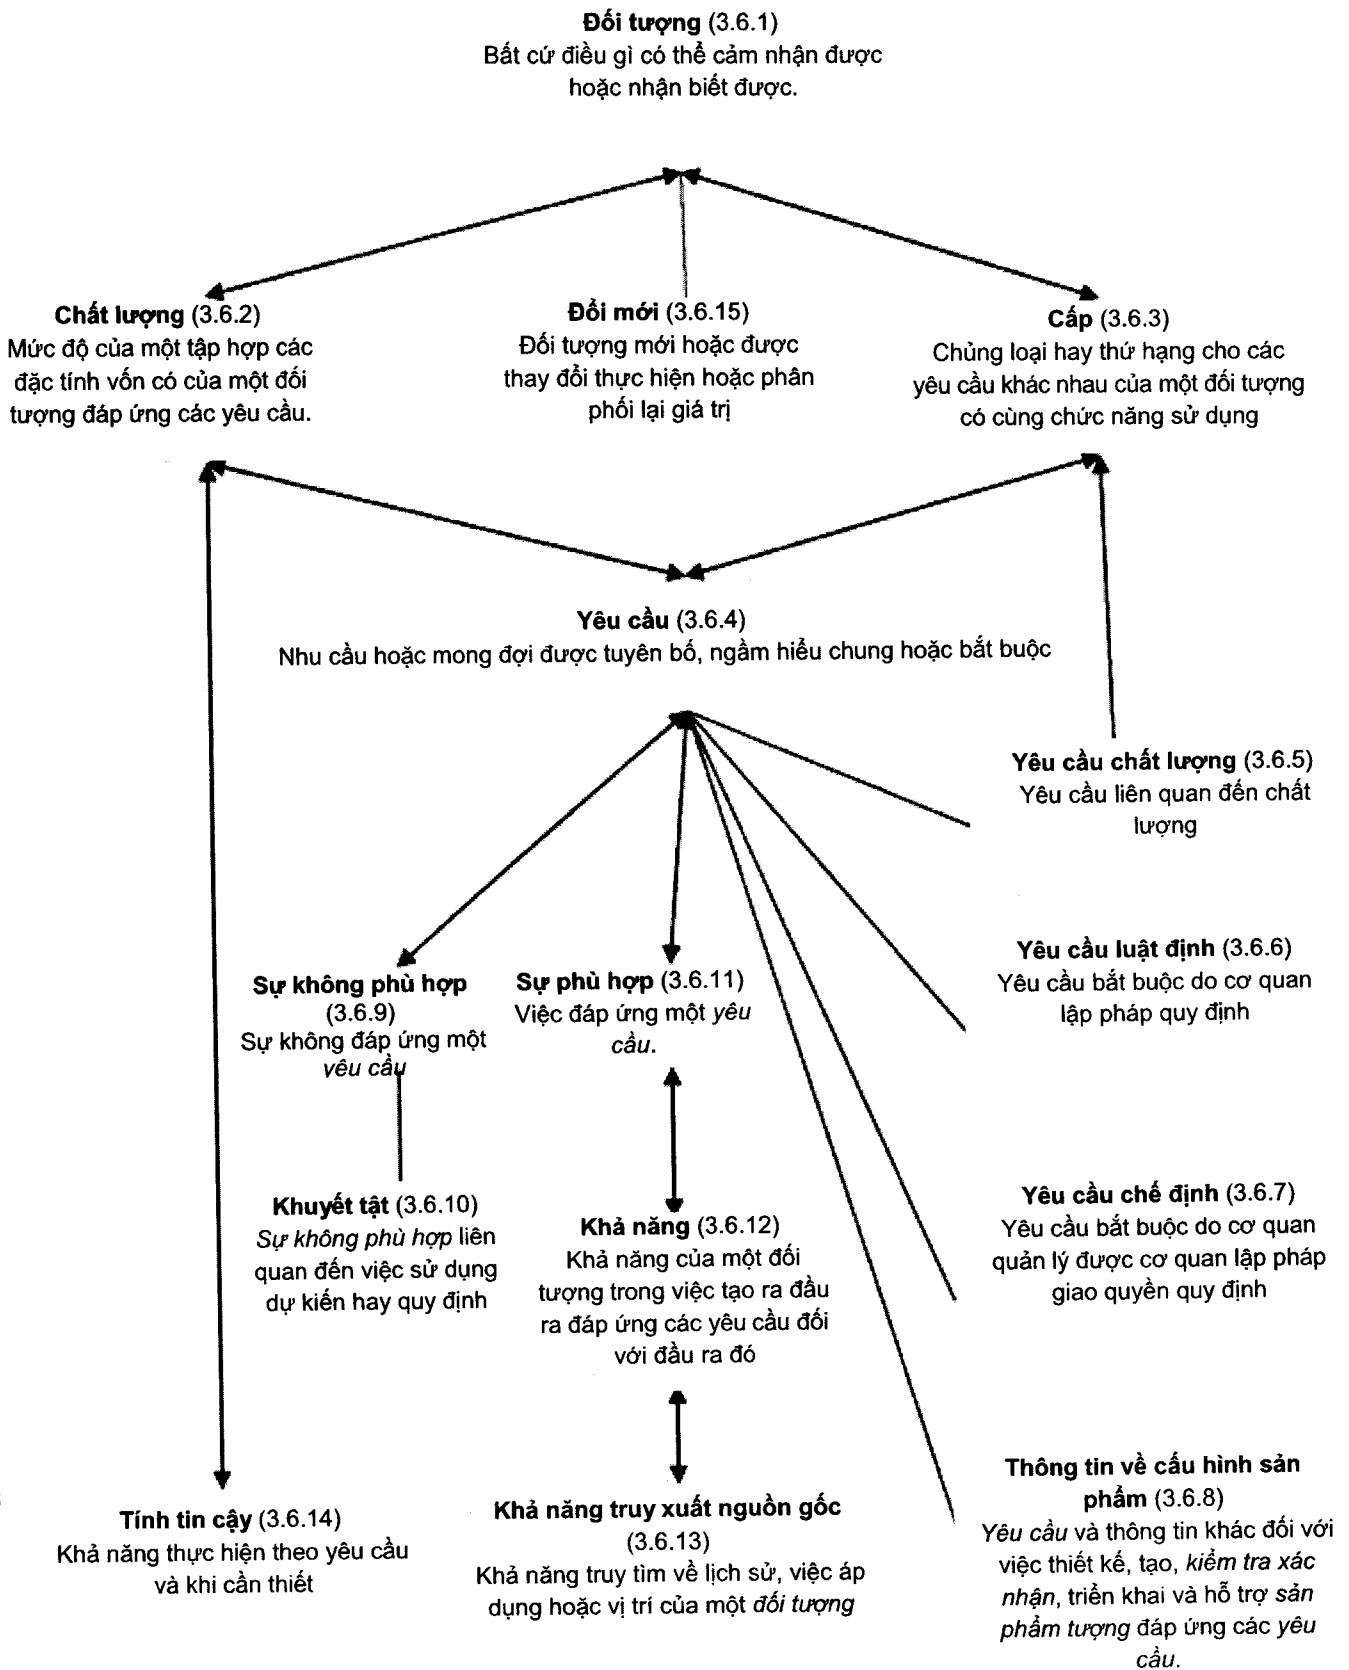 Đối tượng (3.6.1)
Bất cứ điều gì có thể cảm nhận được
hoặc nhận biết được.
Chất lượng (3.6.2)
Mức độ của một tập hợp các
đặc tính vốn có của một đối
tượng đáp ứng các yêu cầu.
Đổi mới (3.6.15)
Đối tượng mới hoặc được
thay đổi thực hiện hoặc phân
phối lại giá trị
Cấp (3.6.3)
Chủng loại hay thứ hạng cho các
yêu cầu khác nhau của một đối tượng
có cùng chức năng sử dụng
Yêu cầu (3.6.4)
Nhu cầu hoặc mong đợi được tuyên bố, ngầm hiểu chung hoặc bắt buộc
Yêu cầu chất lượng (3.6.5)
Yêu cầu liên quan đến chất
lượng
Yêu cầu luật định (3.6.6)
Yêu cầu bắt buộc do cơ quan
lập pháp quy định
Sự không phù hợp
(3.6.9)
Sự không đáp ứng một
yêu cầu
Sự phù hợp (3.6.11)
Việc đáp ứng một yêu
cầu.
Yêu cầu chế định (3.6.7)
Yêu cầu bắt buộc do cơ quan
quản lý được cơ quan lập pháp
giao quyền quy định
Khuyết tật (3.6.10)
Sự không phù hợp liên
quan đến việc sử dụng
dự kiến hay quy định
Khả năng (3.6.12)
Khả năng của một đối
tượng trong việc tạo ra đầu
ra đáp ứng các yêu cầu đối
với đầu ra đó
Thông tin về cấu hình sản
phẩm (3.6.8)
Yêu cầu và thông tin khác đối với
việc thiết kế, tạo, kiểm tra xác
nhận, triển khai và hỗ trợ sản
phẩm tượng đáp ứng các yêu
cầu.
Tính tin cậy (3.6.14)
Khả năng thực hiện theo yêu cầu
và khi cần thiết
Khả năng truy xuất nguồn gốc
(3.6.13)
Khả năng truy tìm về lịch sử, việc áp
dụng hoặc vị trí của một đối tượng